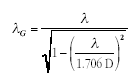 λ_G = λ / √(1 − (λ / 1.706 D)²)